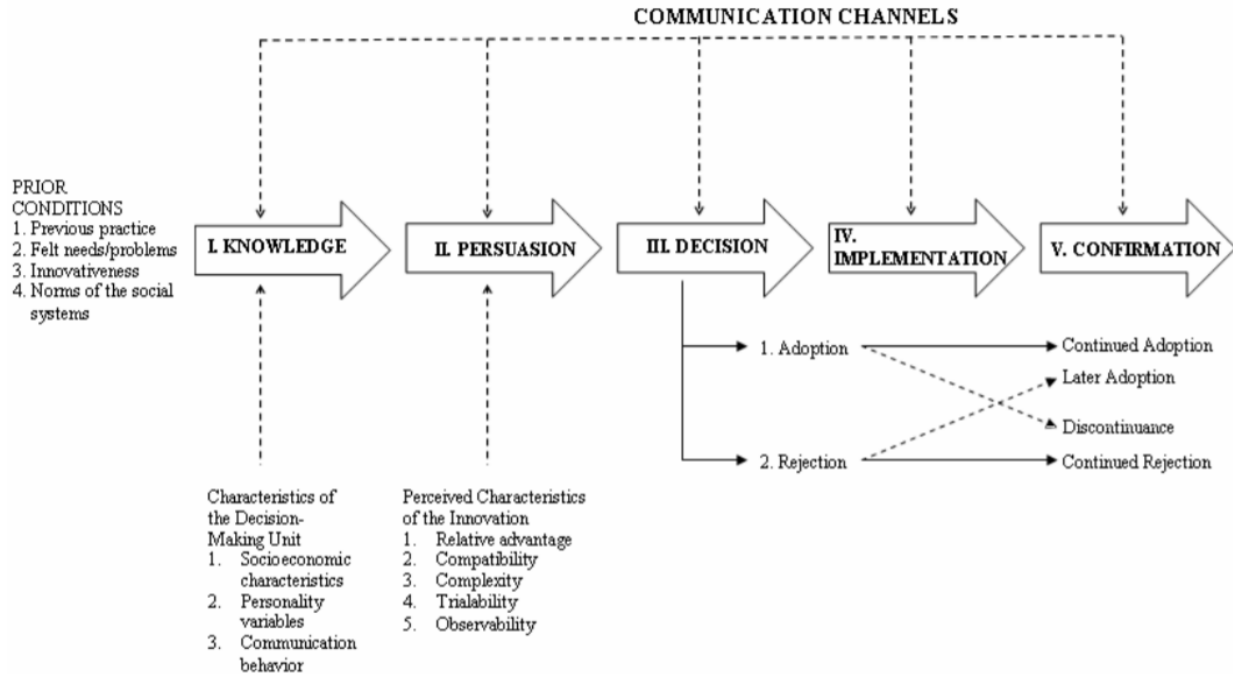 COMMUNICATION CHANNELS
PRIOR
CONDITIONS
1. Previous practice
2. Felt needs/problems
3. Innovativeness
4. Norms of the social
systems
I. KNOWLEDGE
II. PERSUASION
III. DECISION
IV.
IMPLEMENTATION
V. CONFIRMATION
1. Adoption
Continued Adoption
Later Adoption
Discontinuance
2. Rejection
Continued Rejection
Characteristics of
the Decision-
Making Unit
1. Socioeconomic
characteristics
2. Personality
variables
3. Communication
behavior
Perceived Characteristics
of the Innovation
1. Relative advantage
2. Compatibility
3. Complexity
4. Trialability
5. Observability